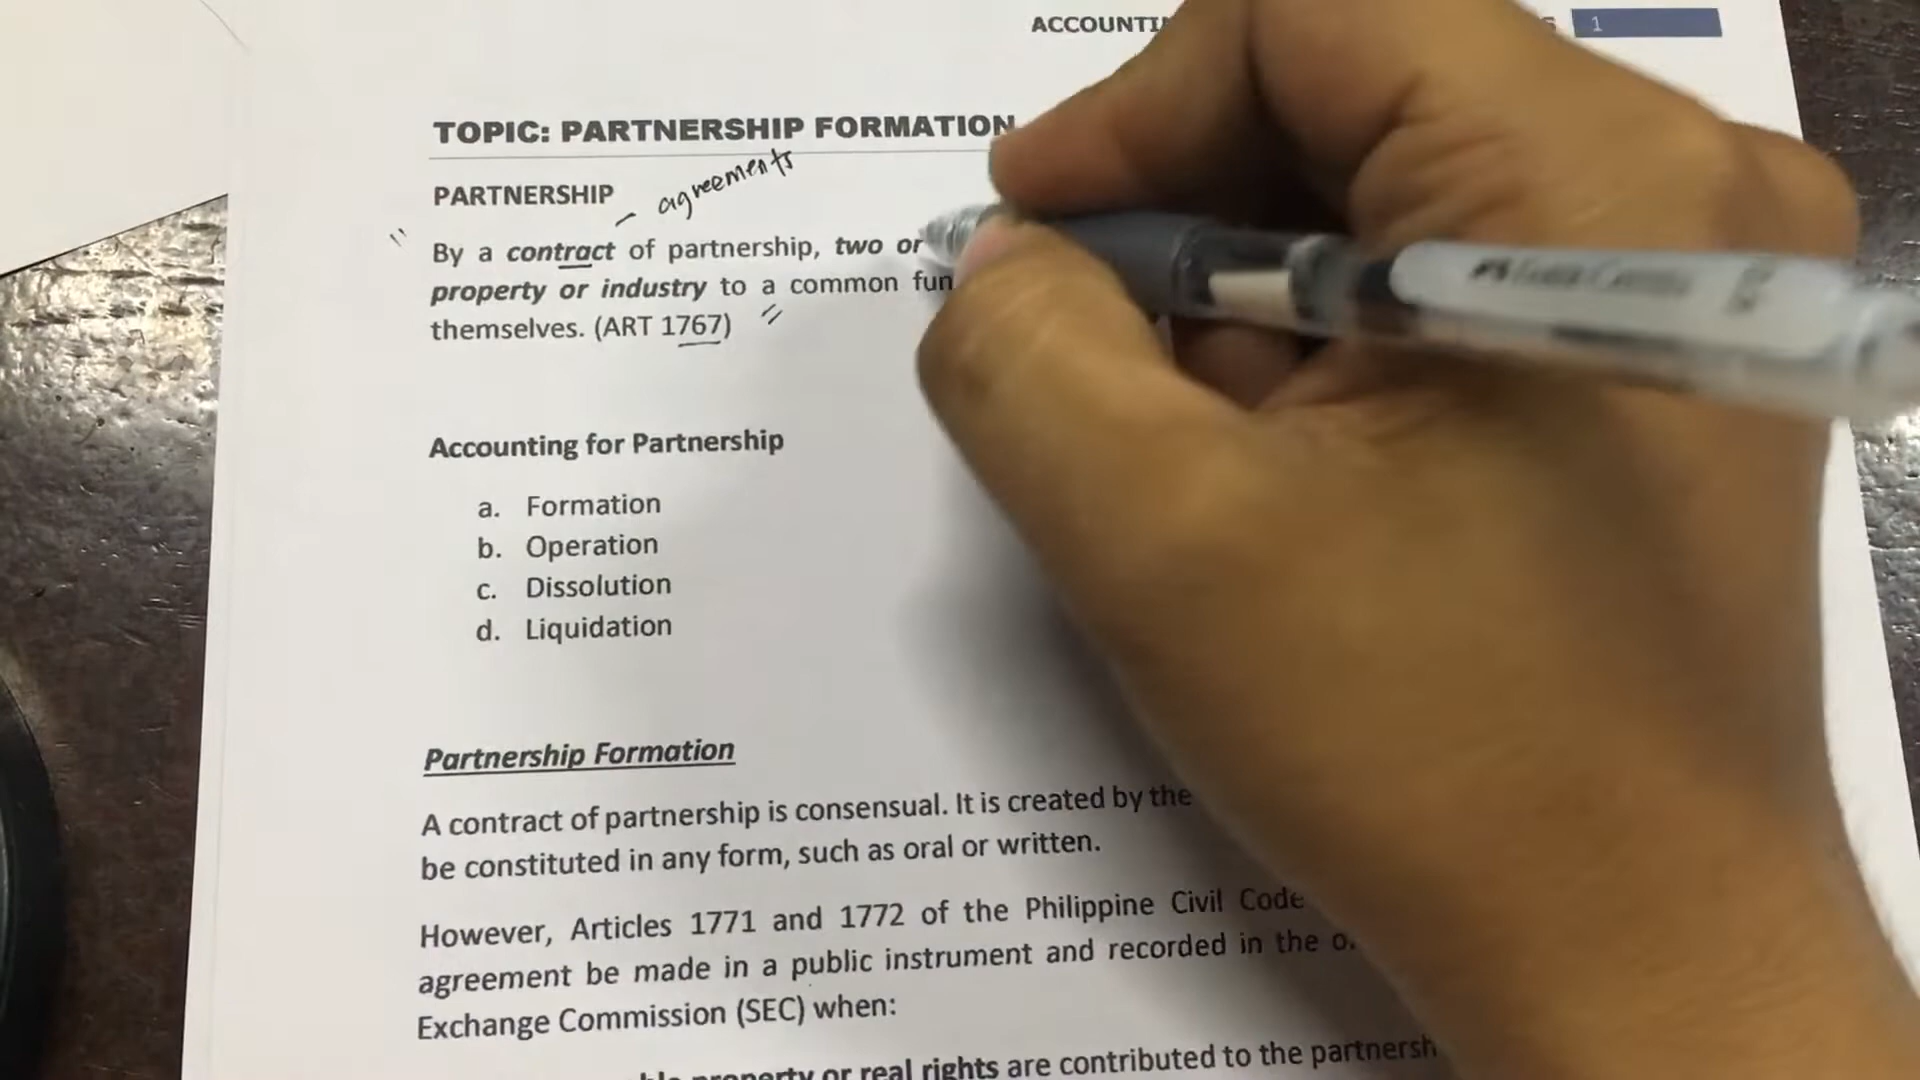 ACCOUNTI
1
TOPIC: PARTNERSHIP FORMATION
agreements
PARTNERSHIP
By a contract of partnership, two or
property or industry to a common fun
themselves. (ART 1767)
Accounting for Partnership
a. Formation
b. Operation
c. Dissolution
d. Liquidation
Partnership Formation
A contract of partnership is consensual. It is created by the
be constituted in any form, such as oral or written.
However, Articles 1771 and 1772 of the Philippine Civil Code
agreement be made in a public instrument and recorded in the
Exchange Commission (SEC) when:
property or real rights are contributed to the partnersh